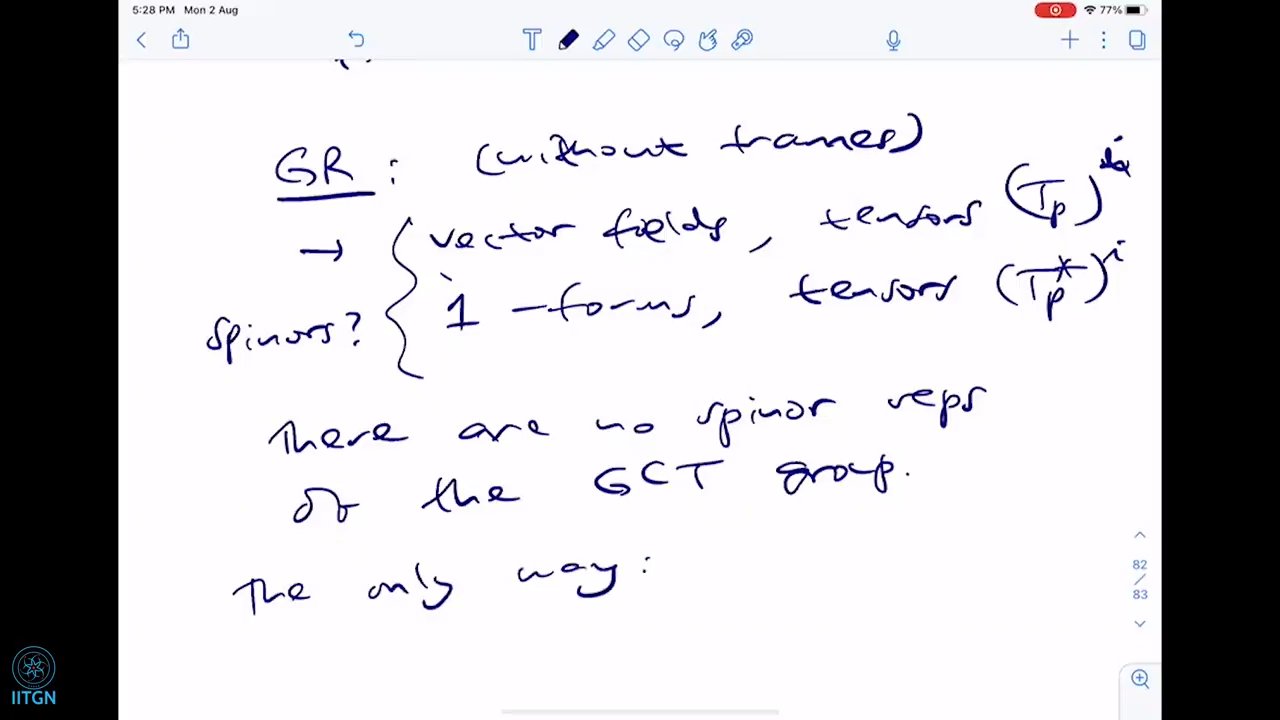 5:28 PM Mon 2 Aug
77%
GR : (without frames)
→ vector fields, tensors (Tp)^i
spinors? 1-forms, tensors (Tp*)^i
there are no spinor reps
of the GCT group.
The only way:
82
/
83
IITGN